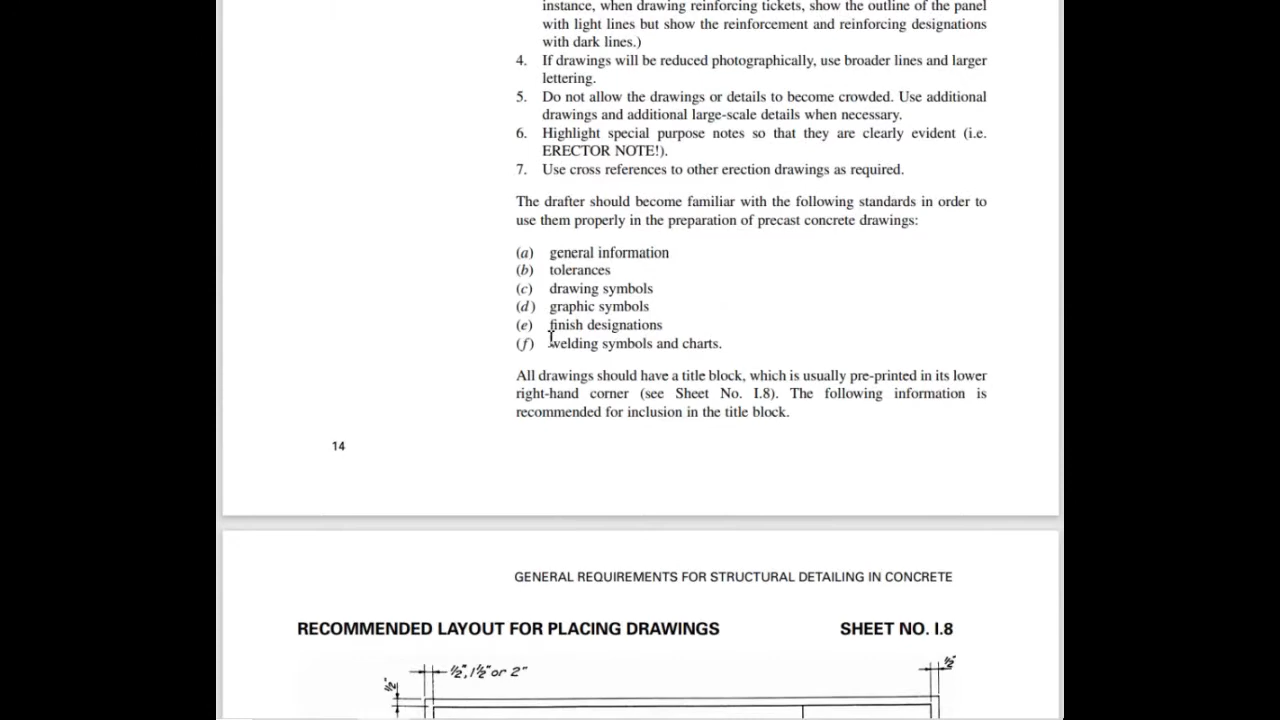 instance, when drawing reinforcing tickets, show the outline of the panel
with light lines but show the reinforcement and reinforcing designations
with dark lines.)
4. If drawings will be reduced photographically, use broader lines and larger
lettering.
5. Do not allow the drawings or details to become crowded. Use additional
drawings and additional large-scale details when necessary.
6. Highlight special purpose notes so that they are clearly evident (i.e.
ERECTOR NOTE!).
7. Use cross references to other erection drawings as required.
The drafter should become familiar with the following standards in order to
use them properly in the preparation of precast concrete drawings:
(a) general information
(b) tolerances
(c) drawing symbols
(d) graphic symbols
(e) finish designations
(f) welding symbols and charts.
All drawings should have a title block, which is usually pre-printed in its lower
right-hand corner (see Sheet No. I.8). The following information is
recommended for inclusion in the title block.
14
GENERAL REQUIREMENTS FOR STRUCTURAL DETAILING IN CONCRETE
RECOMMENDED LAYOUT FOR PLACING DRAWINGS SHEET NO. I.8
½", 1½" or 2"
½"
½"